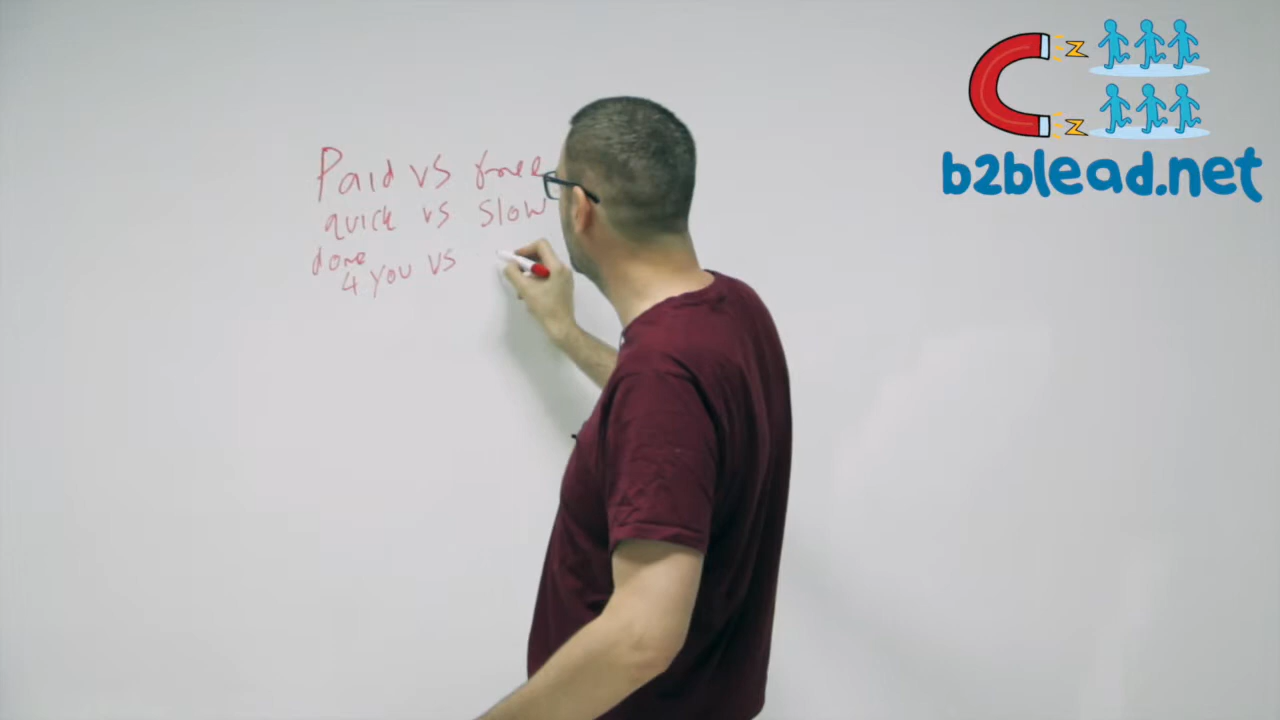 Paid vs free
quick vs slow
done
4 you vs
b2blead.net